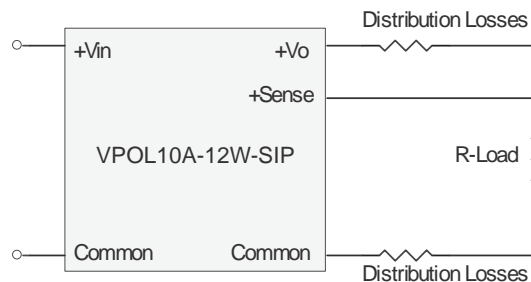 Distribution Losses
+Vin
+Vo
+Sense
VPOL10A-12W-SIP
R-Load
Common
Common
Distribution Losses